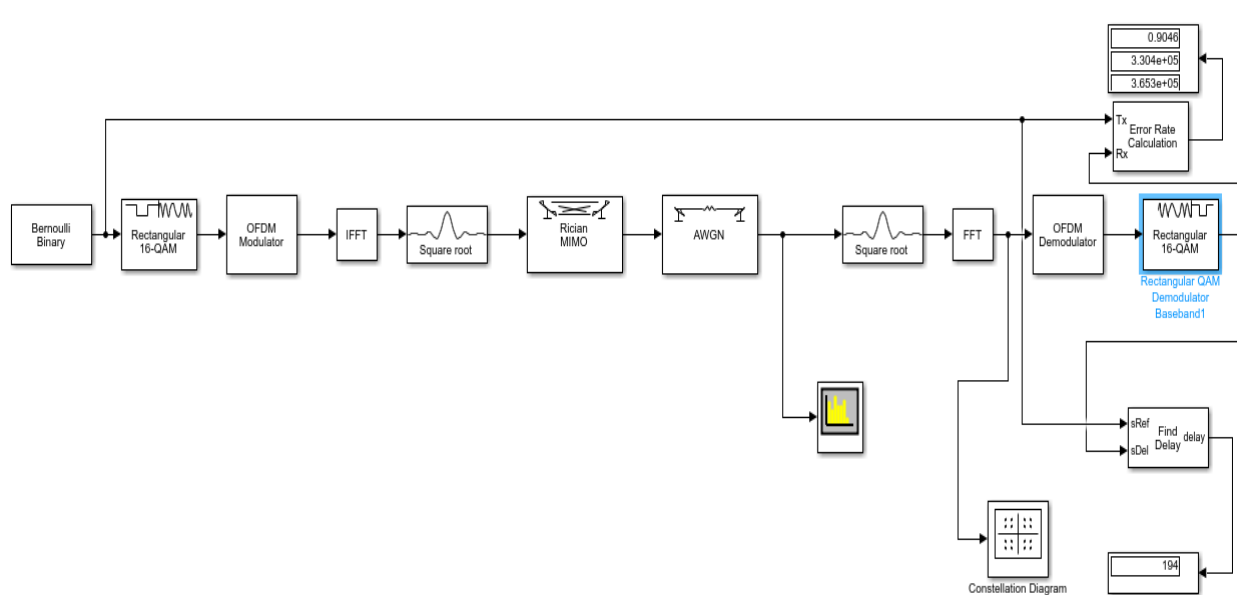 0.9046
3.304e+05
3.653e+05
Tx
Error Rate
Calculation
Rx
Bernoulli
Binary
Rectangular
16-QAM
OFDM
Modulator
IFFT
Square root
Rician
MIMO
AWGN
Square root
FFT
OFDM
Demodulator
Rectangular
16-QAM
Rectangular QAM
Demodulator
Baseband1
sRef
Find
Delay
delay
sDel
Constellation Diagram
194